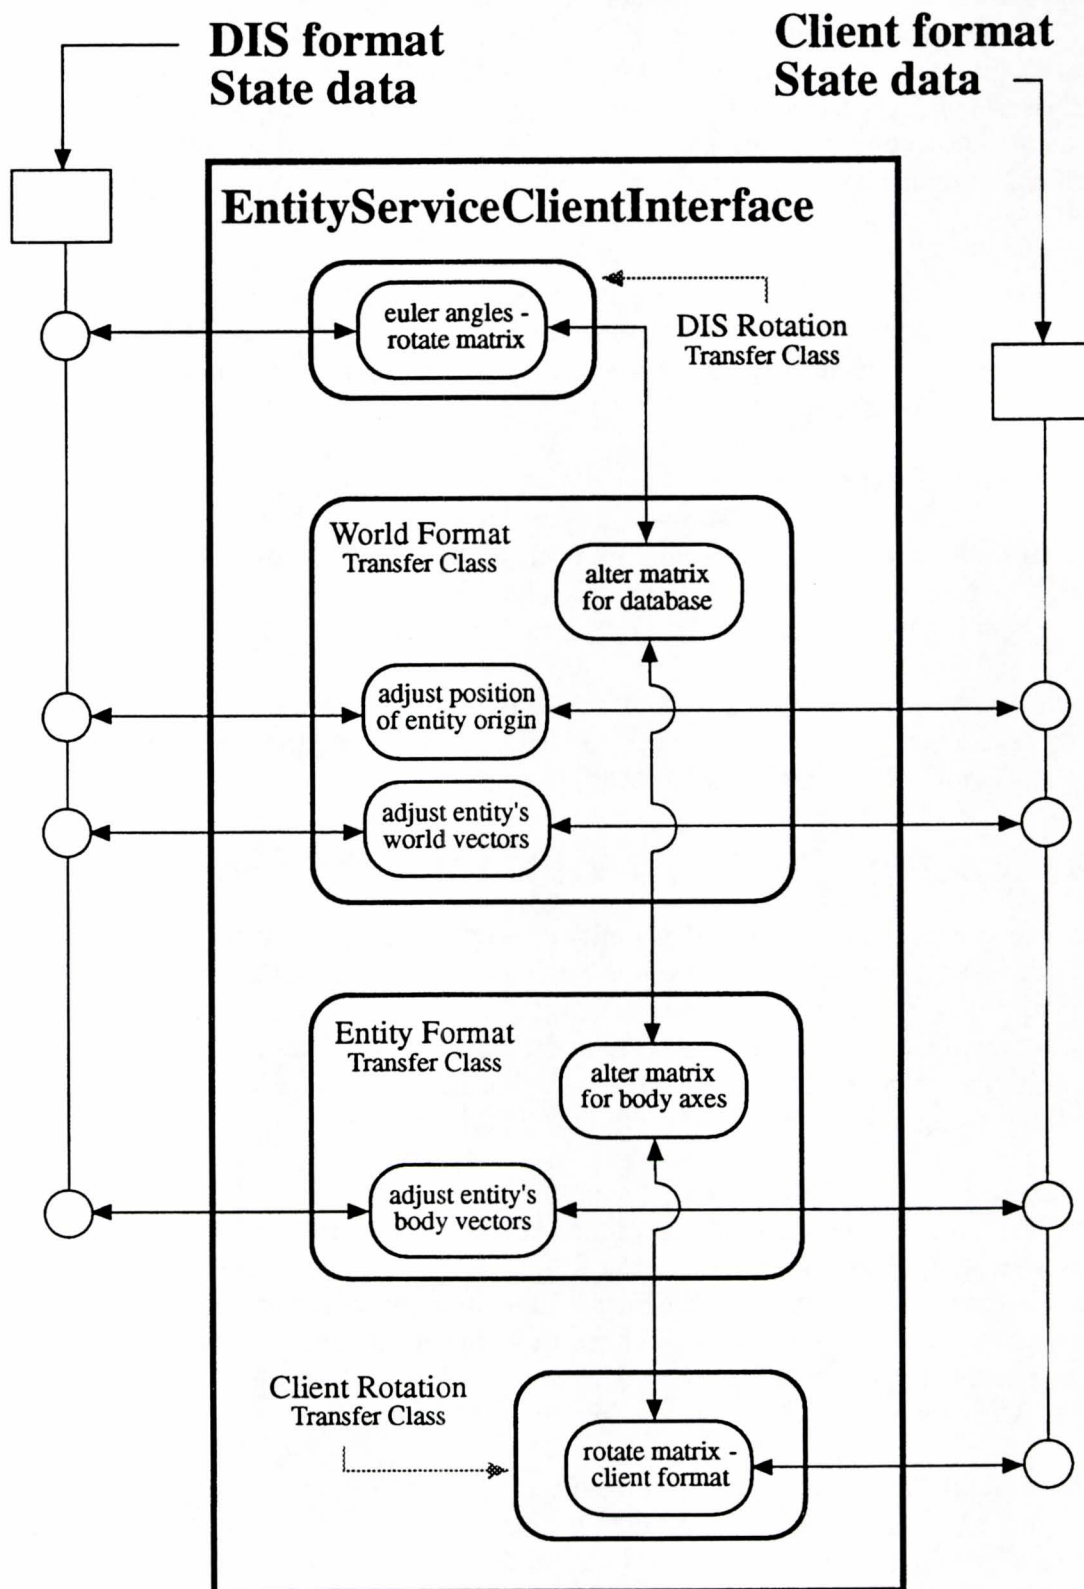 DIS format
State data
Client format
State data
EntityServiceClientInterface
euler angles -
rotate matrix
DIS Rotation
Transfer Class
World Format
Transfer Class
alter matrix
for database
adjust position
of entity origin
adjust entity's
world vectors
Entity Format
Transfer Class
alter matrix
for body axes
adjust entity's
body vectors
Client Rotation
Transfer Class
rotate matrix -
client format